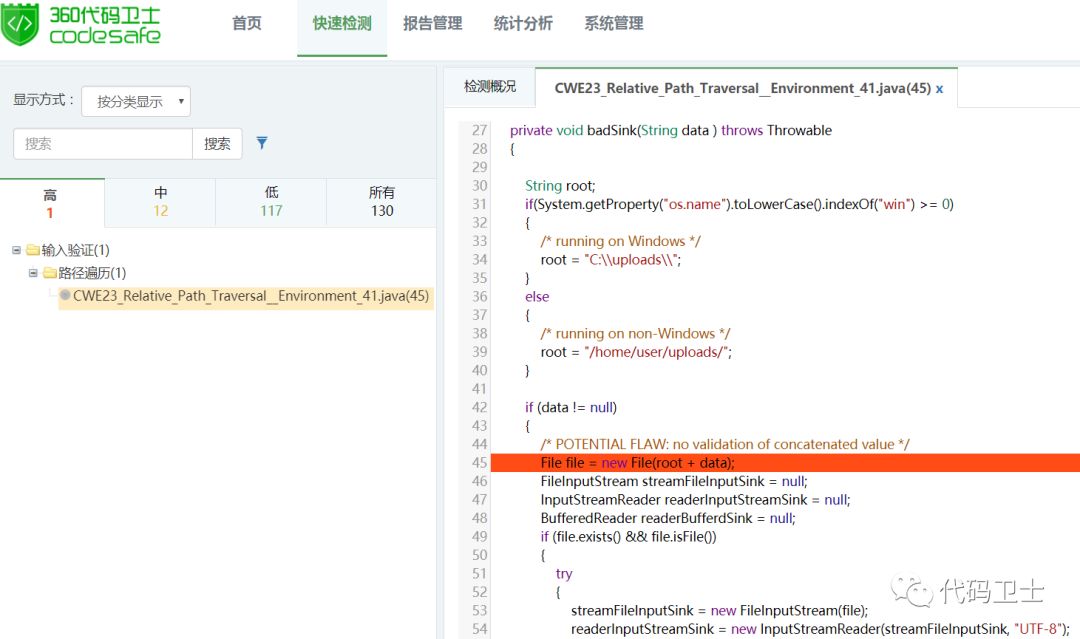 360代码卫士
codesafe
首页
快速检测
报告管理
统计分析
系统管理
显示方式：
按分类显示
搜索
搜索
高
1
中
12
低
117
所有
130
输入验证(1)
路径遍历(1)
CWE23_Relative_Path_Traversal__Environment_41.java(45)
检测概况
CWE23_Relative_Path_Traversal__Environment_41.java(45) x
27 private void badSink(String data ) throws Throwable
28 {
29
30 String root;
31 if(System.getProperty("os.name").toLowerCase().indexOf("win") >= 0)
32 {
33 /* running on Windows */
34 root = "C:\\uploads\\";
35 }
36 else
37 {
38 /* running on non-Windows */
39 root = "/home/user/uploads/";
40 }
41
42 if (data != null)
43 {
44 /* POTENTIAL FLAW: no validation of concatenated value */
45 File file = new File(root + data);
46 FileInputStream streamFileInputSink = null;
47 InputStreamReader readerInputStreamSink = null;
48 BufferedReader readerBufferdSink = null;
49 if (file.exists() && file.isFile())
50 {
51 try
52 {
53 streamFileInputSink = new FileInputStream(file);
54 readerInputStreamSink = new InputStreamReader(streamFileInputSink, "UTF-8");
代码卫士